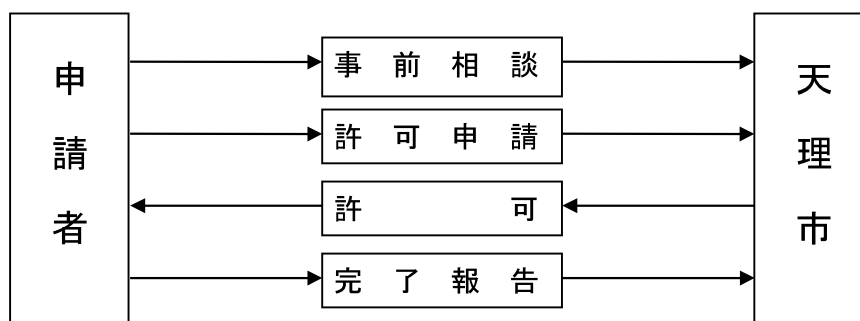 申請者
事前相談
許可申請
許可
完了報告
天理市